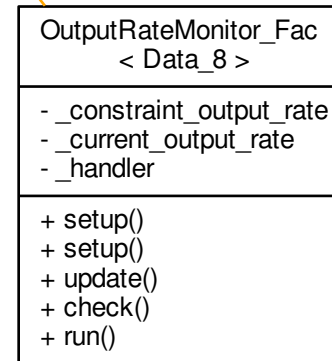 OutputRateMonitor_Fac
< Data_8 >
- _constraint_output_rate
- _current_output_rate
- _handler
+ setup()
+ setup()
+ update()
+ check()
+ run()